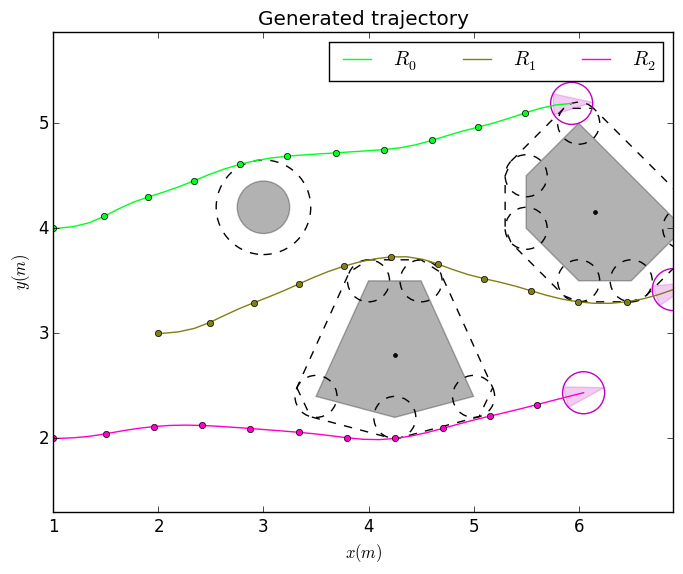 Generated trajectory
R₀ R₁ R₂
5
4
3
2
y(m)
1 2 3 4 5 6
x(m)